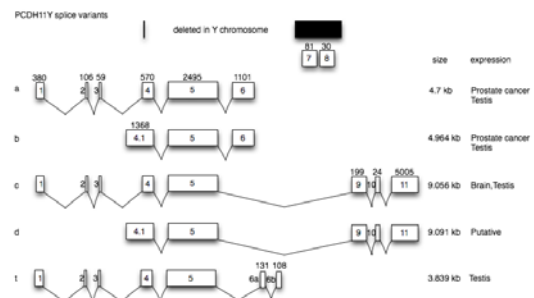 PCDH11Y splice variants
deleted in Y chromosome
81 30
7 8
size expression
380 106 59 570 2495 1101
a 1 2 3 4 5 6 4.7 kb Prostate cancer
Testis
1368
b 4.1 5 6 4.964 kb Prostate cancer
Testis
199 24 5005
c 1 2 3 4 5 9 10 11 9.056 kb Brain,Testis
d 4.1 5 9 10 11 9.091 kb Putative
131 108
t 1 2 3 4 5 6a 6b 3.839 kb Testis